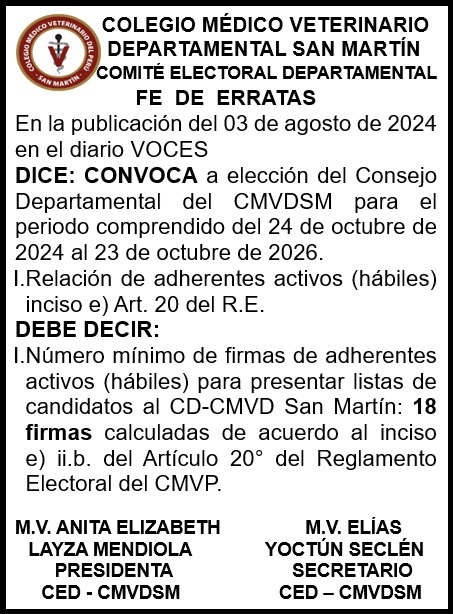 COLEGIO MÉDICO VETERINARIO DEL PERÚ
- SAN MARTÍN -
V
COLEGIO MÉDICO VETERINARIO
DEPARTAMENTAL SAN MARTÍN
COMITÉ ELECTORAL DEPARTAMENTAL
FE DE ERRATAS
En la publicación del 03 de agosto de 2024
en el diario VOCES
DICE: CONVOCA a elección del Consejo
Departamental del CMVDSM para el
periodo comprendido del 24 de octubre de
2024 al 23 de octubre de 2026.
I.Relación de adherentes activos (hábiles)
inciso e) Art. 20 del R.E.
DEBE DECIR:
I.Número mínimo de firmas de adherentes
activos (hábiles) para presentar listas de
candidatos al CD-CMVD San Martín: 18
firmas calculadas de acuerdo al inciso
e) ii.b. del Artículo 20° del Reglamento
Electoral del CMVP.
M.V. ANITA ELIZABETH
LAYZA MENDIOLA
PRESIDENTA
CED - CMVDSM
M.V. ELÍAS
YOCTÚN SECLÉN
SECRETARIO
CED – CMVDSM